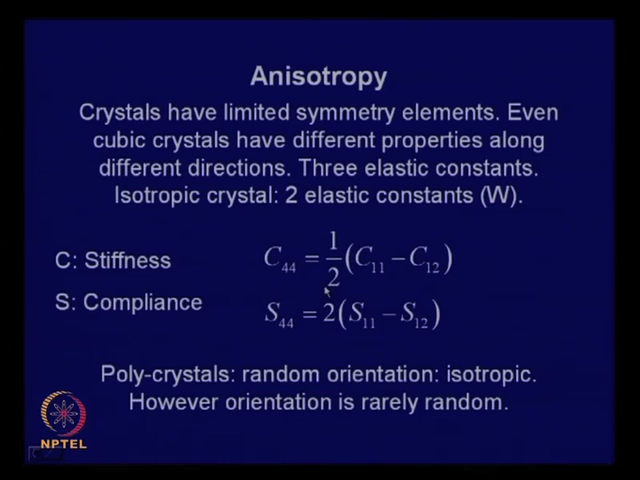 Anisotropy
Crystals have limited symmetry elements. Even
cubic crystals have different properties along
different directions. Three elastic constants.
Isotropic crystal: 2 elastic constants (W).
C: Stiffness
C₄₄ = 1/2 (C₁₁ − C₁₂)
S: Compliance
S₄₄ = 2(S₁₁ − S₁₂)
Poly-crystals: random orientation: isotropic.
However orientation is rarely random.
NPTEL